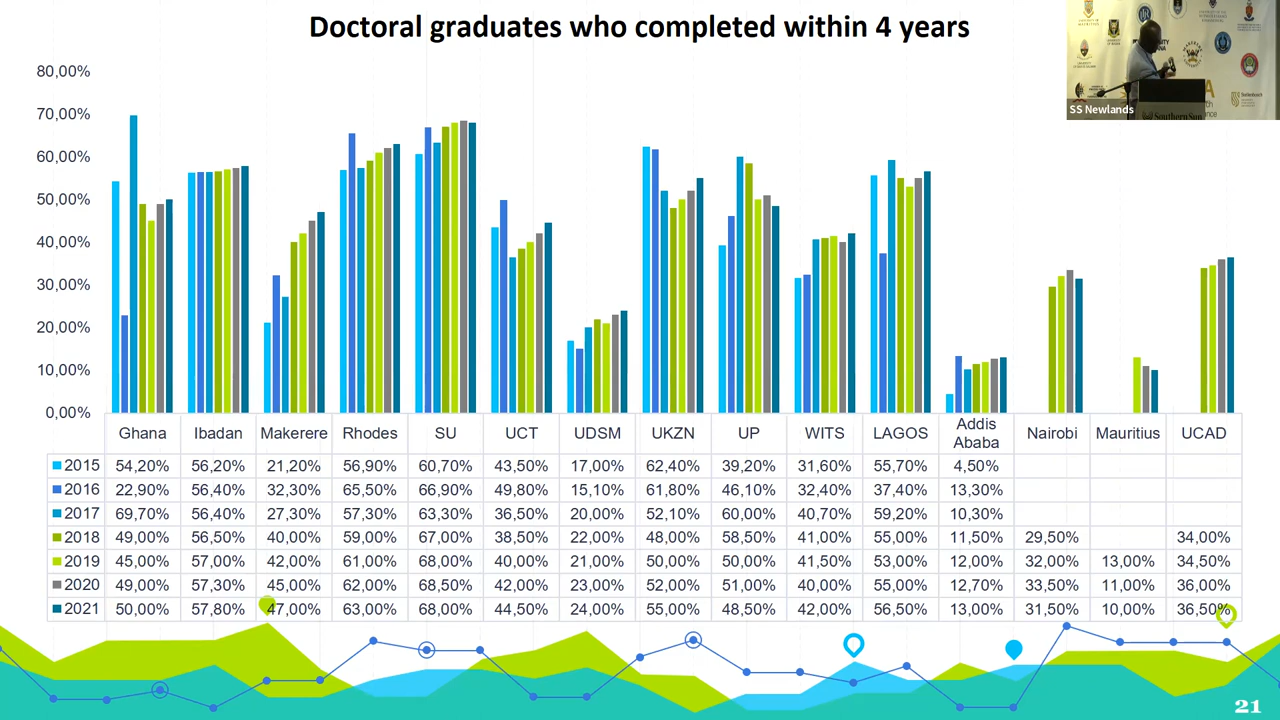 Doctoral graduates who completed within 4 years
SS Newlands
80,00%
70,00%
60,00%
50,00%
40,00%
30,00%
20,00%
10,00%
0,00%
Ghana Ibadan Makerere Rhodes SU UCT UDSM UKZN UP WITS LAGOS Addis Ababa Nairobi Mauritius UCAD
2015 54,20% 56,20% 21,20% 56,90% 60,70% 43,50% 17,00% 62,40% 39,20% 31,60% 55,70% 4,50%
2016 22,90% 56,40% 32,30% 65,50% 66,90% 49,80% 15,10% 61,80% 46,10% 32,40% 37,40% 13,30%
2017 69,70% 56,40% 27,30% 57,30% 63,30% 36,50% 20,00% 52,10% 60,00% 40,70% 59,20% 10,30%
2018 49,00% 56,50% 40,00% 59,00% 67,00% 38,50% 22,00% 48,00% 58,50% 41,00% 55,00% 11,50% 29,50% 34,00%
2019 45,00% 57,00% 42,00% 61,00% 68,00% 40,00% 21,00% 50,00% 50,00% 41,50% 53,00% 12,00% 32,00% 13,00% 34,50%
2020 49,00% 57,30% 45,00% 62,00% 68,50% 42,00% 23,00% 52,00% 51,00% 40,00% 55,00% 12,70% 33,50% 11,00% 36,00%
2021 50,00% 57,80% 47,00% 63,00% 68,00% 44,50% 24,00% 55,00% 48,50% 42,00% 56,50% 13,00% 31,50% 10,00% 36,50%
21